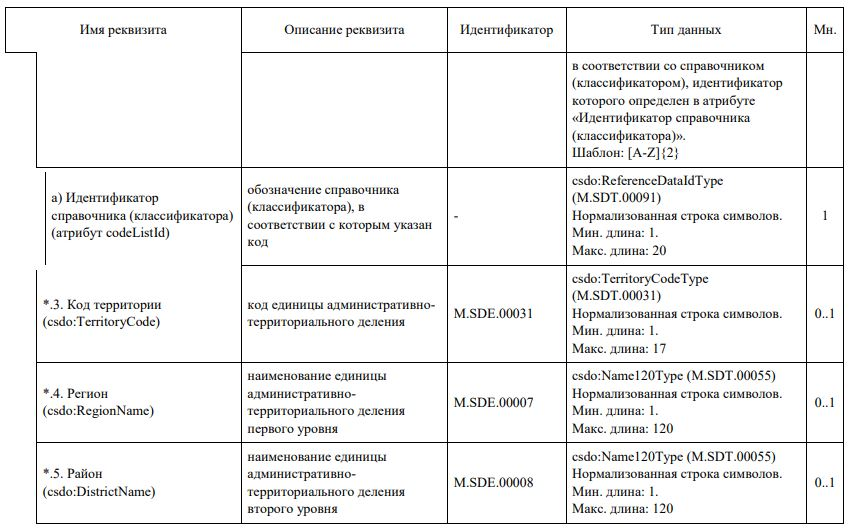 Имя реквизита
Описание реквизита
Идентификатор
Тип данных
Мн.
в соответствии со справочником
(классификатором), идентификатор
которого определен в атрибуте
«Идентификатор справочника
(классификатора)».
Шаблон: [A-Z]{2}
а) Идентификатор
справочника (классификатора)
(атрибут codeListId)
обозначение справочника
(классификатора), в
соответствии с которым указан
код
-
csdo:ReferenceDataIdType
(M.SDT.00091)
Нормализованная строка символов.
Мин. длина: 1.
Макс. длина: 20
1
*.3. Код территории
(csdo:TerritoryCode)
код единицы административно-
территориального деления
M.SDE.00031
csdo:TerritoryCodeType
(M.SDT.00031)
Нормализованная строка символов.
Мин. длина: 1.
Макс. длина: 17
0..1
*.4. Регион
(csdo:RegionName)
наименование единицы
административно-
территориального деления
первого уровня
M.SDE.00007
csdo:Name120Type (M.SDT.00055)
Нормализованная строка символов.
Мин. длина: 1.
Макс. длина: 120
0..1
*.5. Район
(csdo:DistrictName)
наименование единицы
административно-
территориального деления
второго уровня
M.SDE.00008
csdo:Name120Type (M.SDT.00055)
Нормализованная строка символов.
Мин. длина: 1.
Макс. длина: 120
0..1